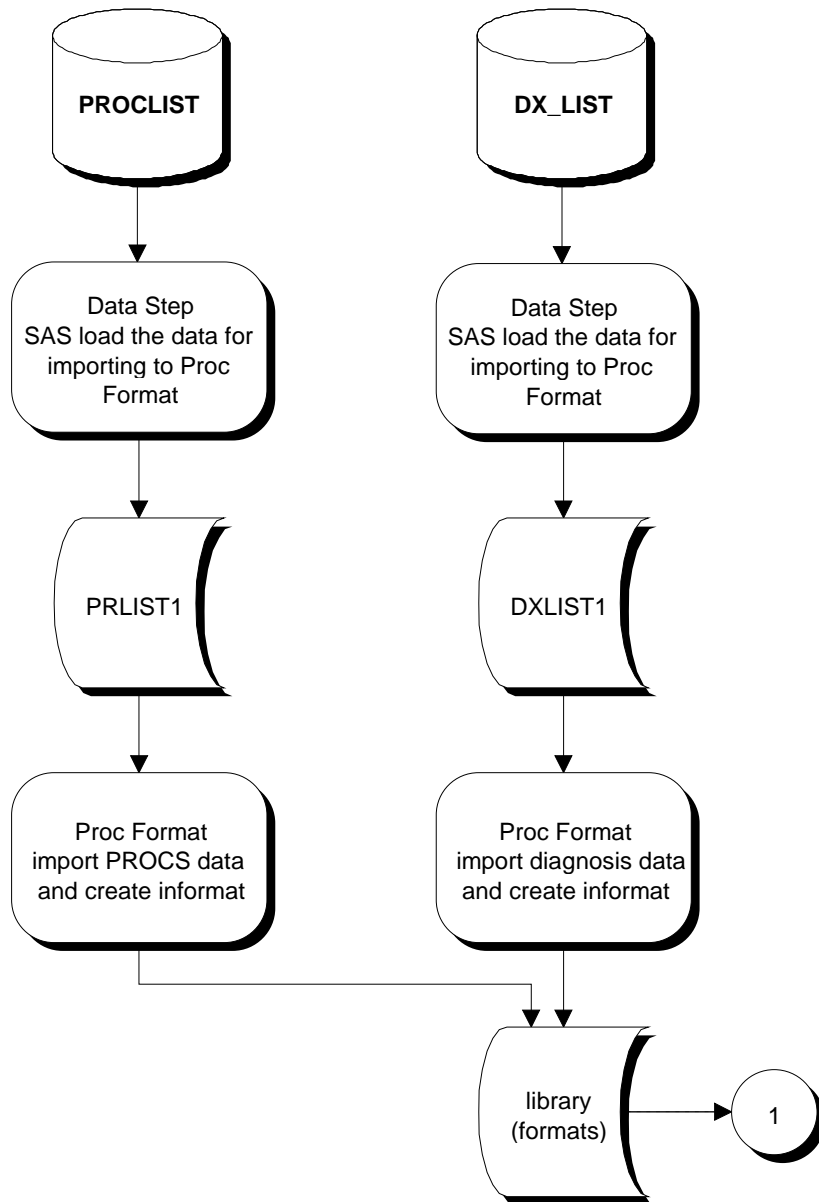 PROCLIST
DX_LIST
Data Step
SAS load the data for
importing to Proc
Format
Data Step
SAS load the data for
importing to Proc
Format
PRLIST1
DXLIST1
Proc Format
import PROCS data
and create informat
Proc Format
import diagnosis data
and create informat
library
(formats)
1